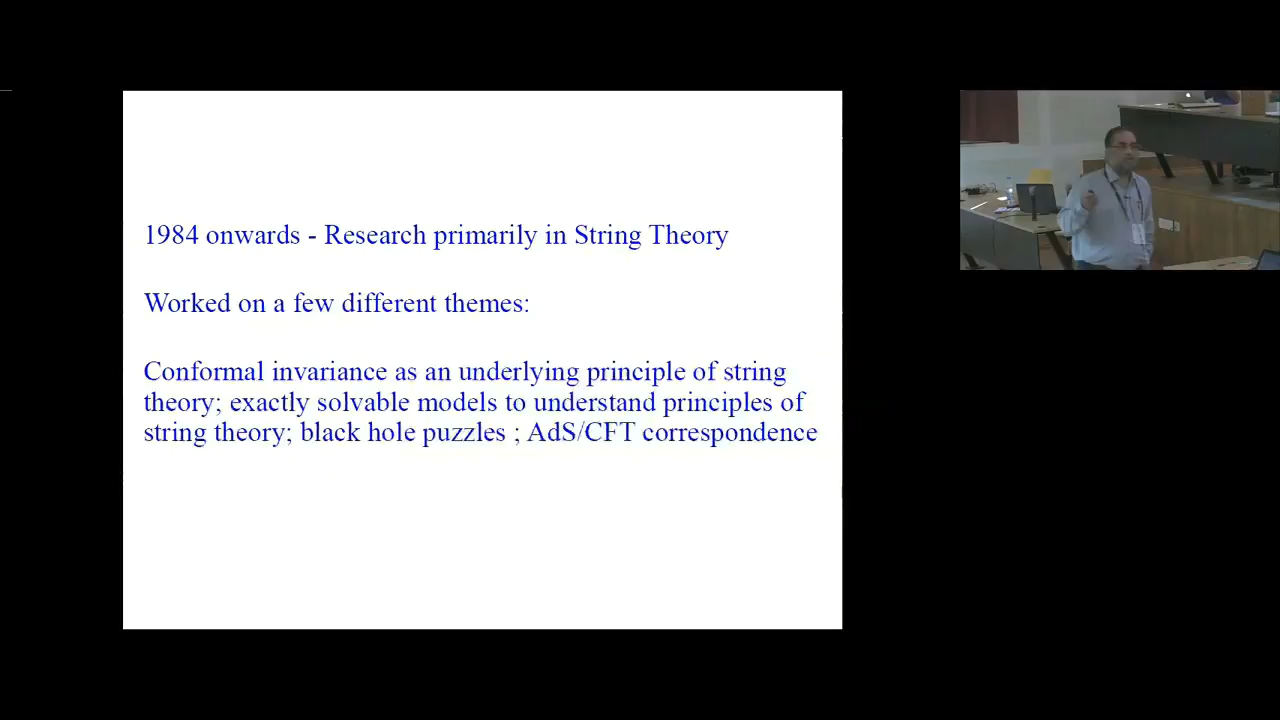 1984 onwards - Research primarily in String Theory
Worked on a few different themes:
Conformal invariance as an underlying principle of string
theory; exactly solvable models to understand principles of
string theory; black hole puzzles ; AdS/CFT correspondence